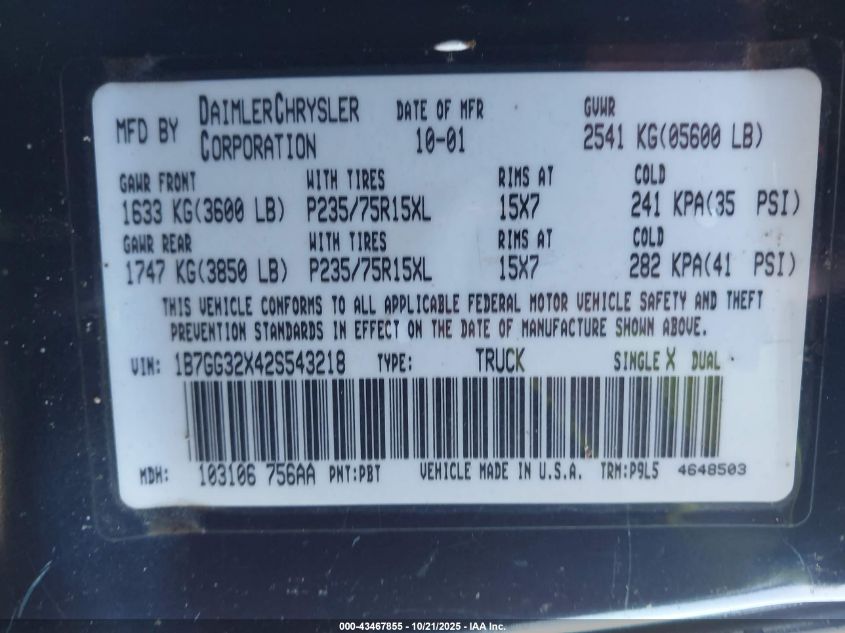 MFD BY DAIMLERCHRYSLER CORPORATION DATE OF MFR 10-01 GVWR 2541 KG(05600 LB)
GAWR FRONT WITH TIRES RIMS AT COLD
1633 KG(3600 LB) P235/75R15XL 15X7 241 KPA(35 PSI)
GAWR REAR WITH TIRES RIMS AT COLD
1747 KG(3850 LB) P235/75R15XL 15X7 282 KPA(41 PSI)
THIS VEHICLE CONFORMS TO ALL APPLICABLE FEDERAL MOTOR VEHICLE SAFETY AND THEFT
PREVENTION STANDARDS IN EFFECT ON THE DATE OF MANUFACTURE SHOWN ABOVE.
VIN: 1B7GG32X42S543218 TYPE: TRUCK SINGLE X DUAL
MDH: 103106 756AA PNT:PBT VEHICLE MADE IN U.S.A. TRM:P9L5 4648503
000-43467855 - 10/21/2025 - IAA Inc.